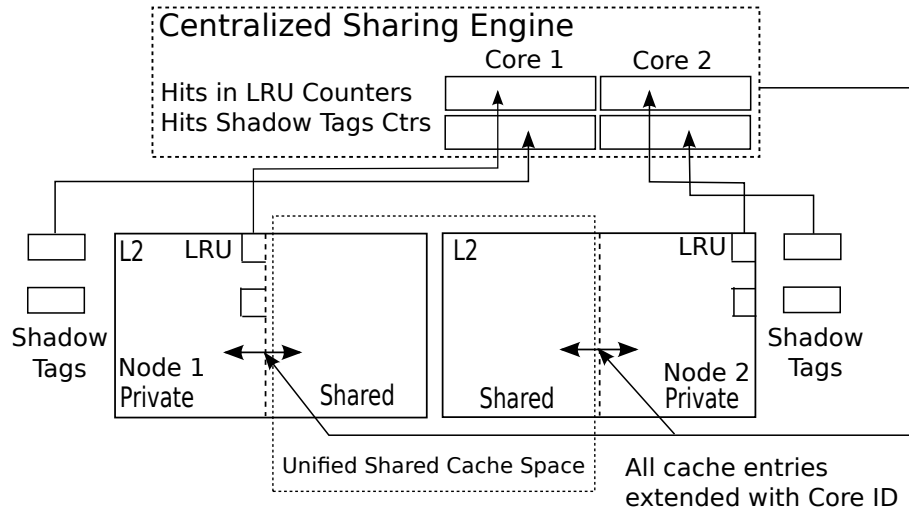 Centralized Sharing Engine
Core 1
Core 2
Hits in LRU Counters
Hits Shadow Tags Ctrs
L2
LRU
L2
LRU
Shadow
Tags
Shadow
Tags
Node 1
Private
Shared
Shared
Node 2
Private
Unified Shared Cache Space
All cache entries
extended with Core ID